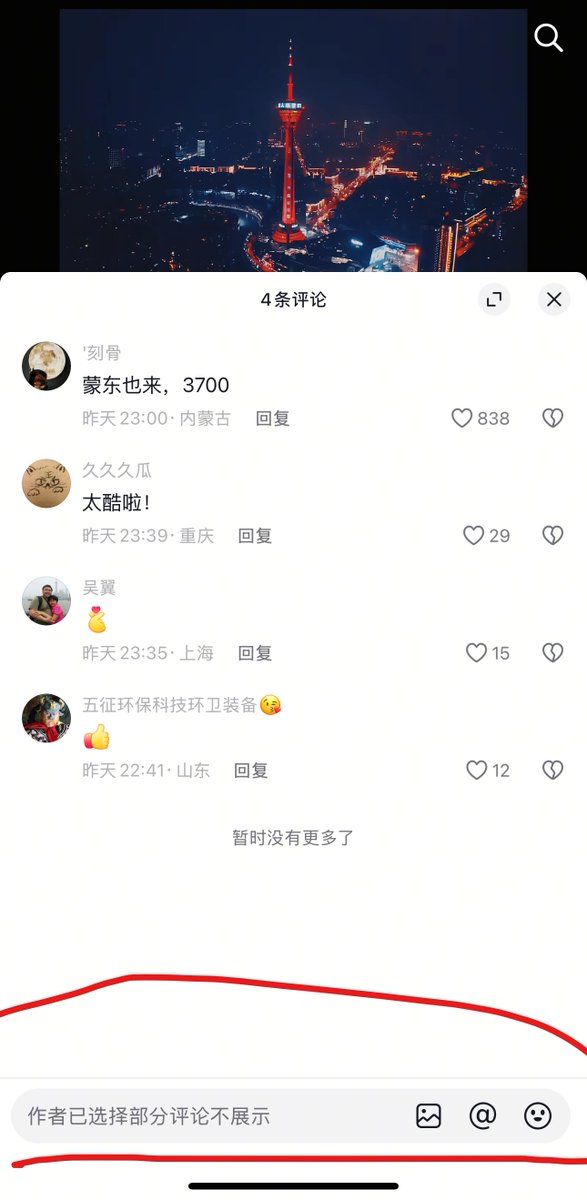 4条评论
'刻骨
蒙东也来，3700
昨天 23:00 · 内蒙古 回复 838
久久久瓜
太酷啦！
昨天 23:39 · 重庆 回复 29
吴翼
昨天 23:35 · 上海 回复 15
五征环保科技环卫装备😘
昨天 22:41 · 山东 回复 12
暂时没有更多了
作者已选择部分评论不展示